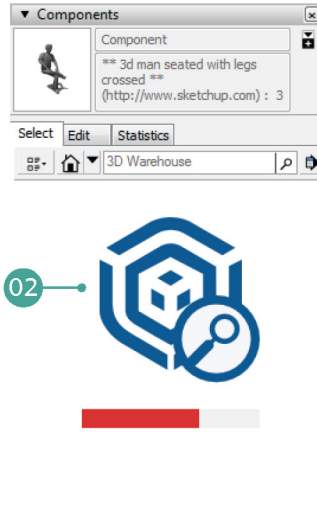 Components
Component
** 3d man seated with legs
crossed **
(http://www.sketchup.com) : 3
Select Edit Statistics
3D Warehouse
02